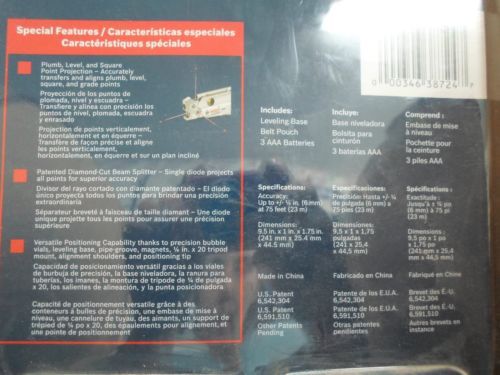 Special Features / Características especiales
Caractéristiques spéciales
Plumb, Level, and Square
Point Projection – Accurately
transfers and aligns plumb, level,
square, and grade points
Proyección de los puntos de
plomada, nivel y escuadra –
Transfiere y alinea con precisión los
puntos de nivel, plomada, escuadra
y enrasado
Projection de points verticalement,
horizontalement et en équerre –
Transfère de façon précise et aligne
les points verticalement,
horizontalement, en équerre et sur un plan incliné
Patented Diamond-Cut Beam Splitter – Single diode projects
all points for superior accuracy
Divisor del rayo cortado con diamante patentado – El diodo
único proyecta todos los puntos para brindar una precisión
extraordinaria
Séparateur breveté à faisceau de taille diamant – Une diode
unique projette tous les points pour assurer une précision
supérieure
Versatile Positioning Capability thanks to precision bubble
vials, leveling base, pipe-groove, magnets, ¼ in x 20 tripod
mount, alignment shoulders, and positioning tip
Capacidad de posicionamiento versátil gracias a los viales
de burbuja de precisión, la base niveladora, la ranura para
tuberías, los imanes, la montura de trípode de ¼ de pulgada
x 20, los salientes de alineación, y la punta posicionadora
Capacité de positionnement versatile grâce à des
conteneurs à bulles de précision, une embase de mise à
niveau, une cannelure de tuyau, des aimants, un support de
trépied de ¼ po x 20, des épaulements pour alignement, et
une pointe de positionnement
0 00346 38724 7
Includes:
Leveling Base
Belt Pouch
3 AAA Batteries
Incluye:
Base niveladora
Bolsita para
cinturón
3 baterías AAA
Comprend :
Embase de mise
à niveau
Pochette pour la
ceinture
3 piles AAA
Specifications:
Accuracy:
Up to +/- ¼ in. (6mm)
at 75 feet (23 m)
Dimensions:
9.5 in. x 1 in. x 1.75 in.
(241 mm x 25.4 mm
x 44.5 mm)
Made in China
U.S. Patent
6,542,304
U.S. Patent
6,591,510
Other Patents
Pending
Especificaciones:
Precisión: Hasta +/- ¼
de pulgada (6 mm) a
75 pies (23 m)
Dimensiones:
9.5 x 1 x 1.75
pulgadas
(241 mm x 25.4 mm
x 44.5 mm)
Fabricado en China
Patente de los E.U.A.
6,542,304
Patente de los E.U.A.
6,591,510
Otras patentes
pendientes
Spécifications :
Exactitude :
Jusqu'à ± ¼ po
(6 mm) à 75 pi
(23 m)
Dimensions :
9,5 po x 1 po x
1,75 po
(241 mm x 25,4
mm x 44,5 mm)
Fabriqué en Chine
Brevet des É.-U.
6,542,304
Brevet des É.-U.
6,591,510
Autres brevets en
instance